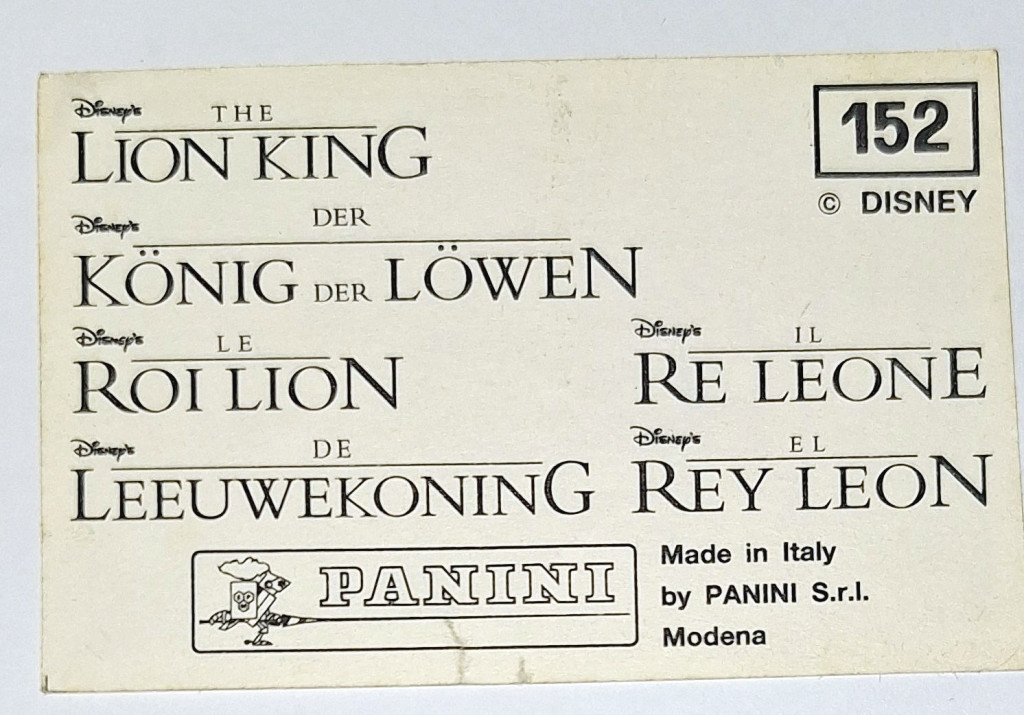 Disney's THE
LION KING
152
© DISNEY
Disney's DER
KÖNIG DER LÖWEN
Disney's LE
ROI LION
Disney's IL
RE LEONE
Disney's DE
LEEUWEKONING
Disney's EL
REY LEON
PANINI
Made in Italy
by PANINI S.r.l.
Modena